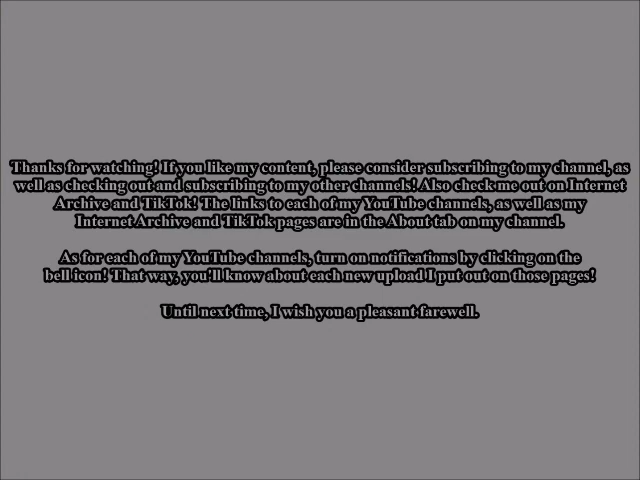 Thanks for watching! If you like my content, please consider subscribing to my channel, as
well as checking out and subscribing to my other channels! Also check me out on Internet
Archive and TikTok! The links to each of my YouTube channels, as well as my
Internet Archive and TikTok pages are in the About tab on my channel.
As for each of my YouTube channels, turn on notifications by clicking on the
bell icon! That way, you'll know about each new upload I put out on those pages!
Until next time, I wish you a pleasant farewell.